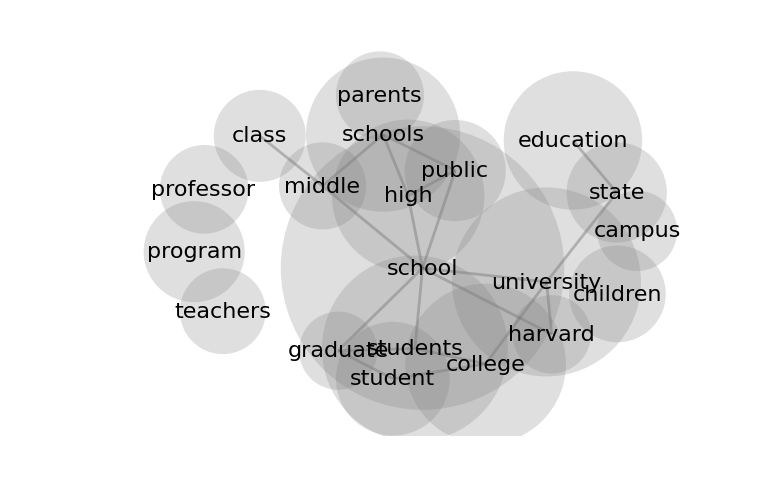 parents
class
schools
education
public
middle
professor
high
state
campus
program
school
university
children
teachers
harvard
graduate
students
college
student